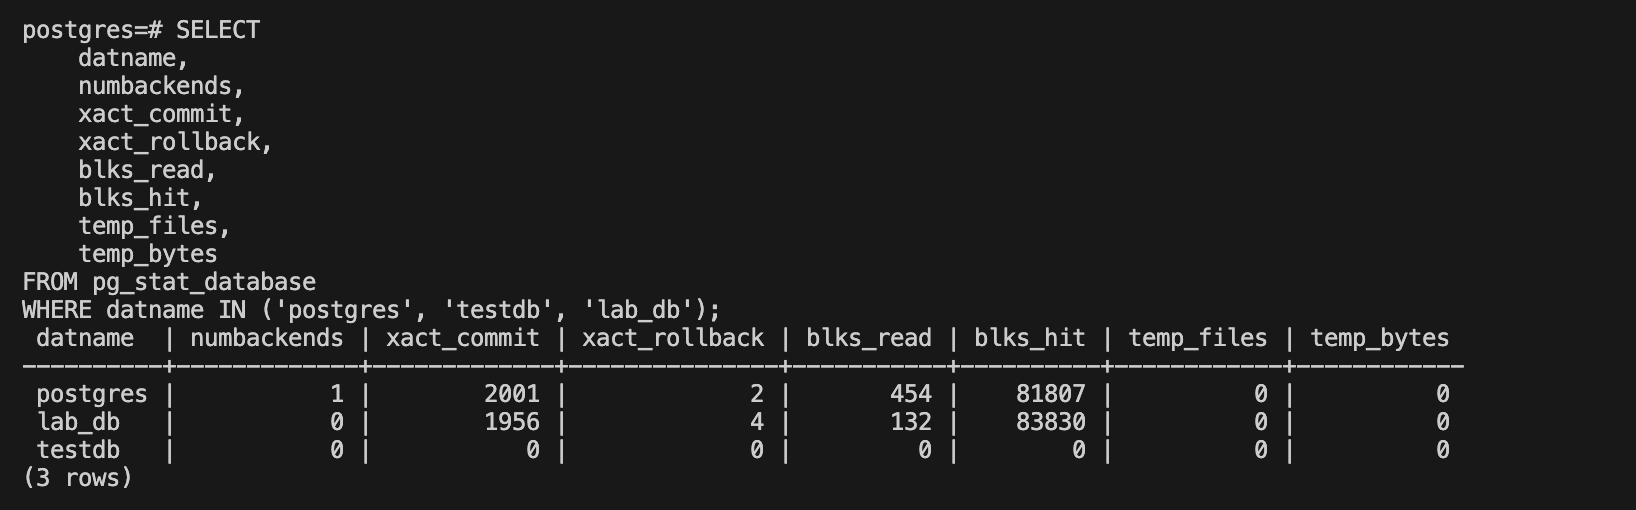 postgres=# SELECT
    datname,
    numbackends,
    xact_commit,
    xact_rollback,
    blks_read,
    blks_hit,
    temp_files,
    temp_bytes
FROM pg_stat_database
WHERE datname IN ('postgres', 'testdb', 'lab_db');
 datname  | numbackends | xact_commit | xact_rollback | blks_read | blks_hit | temp_files | temp_bytes
----------+-------------+-------------+---------------+-----------+----------+------------+------------
 postgres |           1 |        2001 |             2 |       454 |    81807 |          0 |          0
 lab_db   |           0 |        1956 |             4 |       132 |    83830 |          0 |          0
 testdb   |           0 |           0 |             0 |         0 |        0 |          0 |          0
(3 rows)